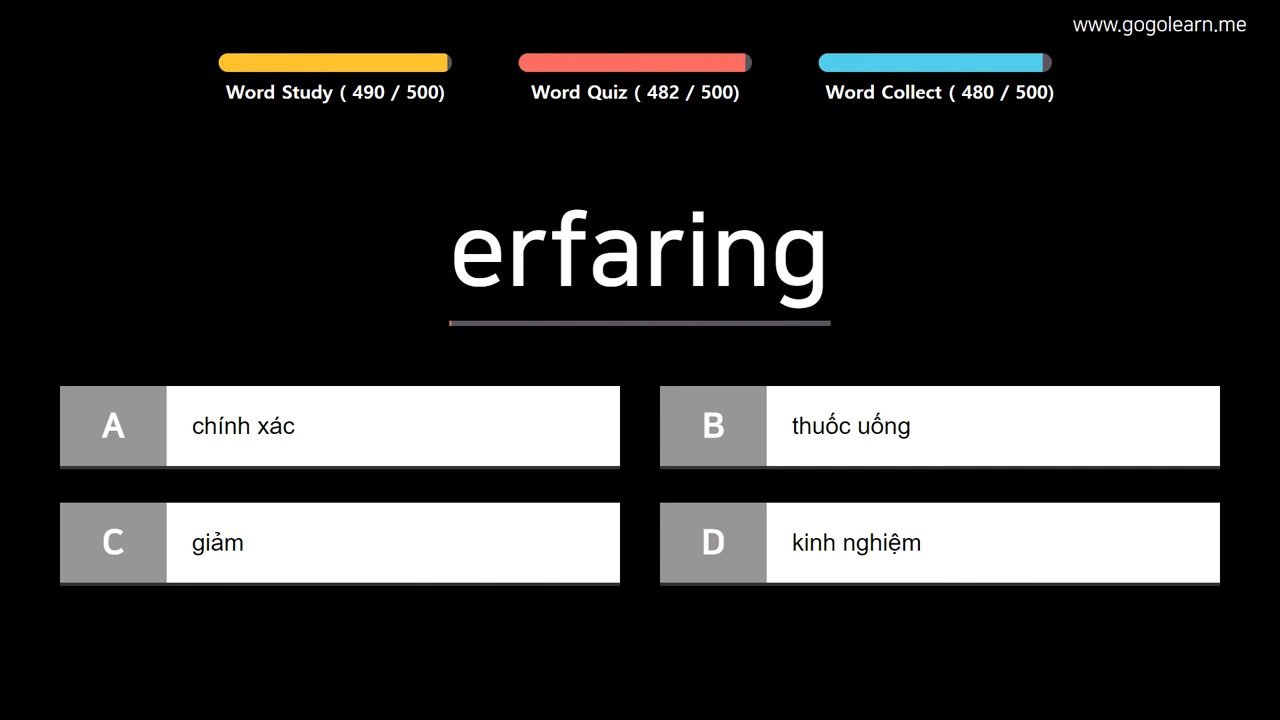 www.gogolearn.me
Word Study ( 490 / 500)
Word Quiz ( 482 / 500)
Word Collect ( 480 / 500)
erfaring
A chính xác
B thuốc uống
C giảm
D kinh nghiệm